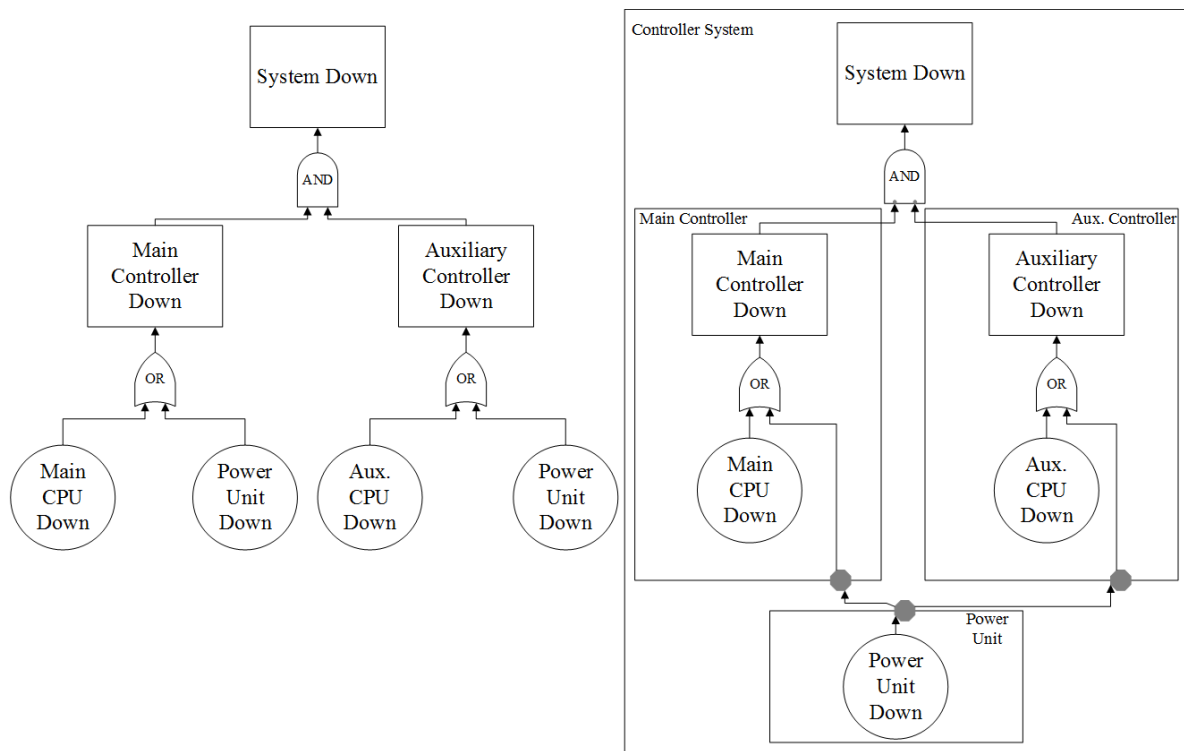 System Down
AND
Main
Controller
Down
Auxiliary
Controller
Down
OR
OR
Main
CPU
Down
Power
Unit
Down
Aux.
CPU
Down
Power
Unit
Down
Controller System
System Down
AND
Main Controller
Aux. Controller
Main
Controller
Down
Auxiliary
Controller
Down
OR
OR
Main
CPU
Down
Aux.
CPU
Down
Power
Unit
Power
Unit
Down